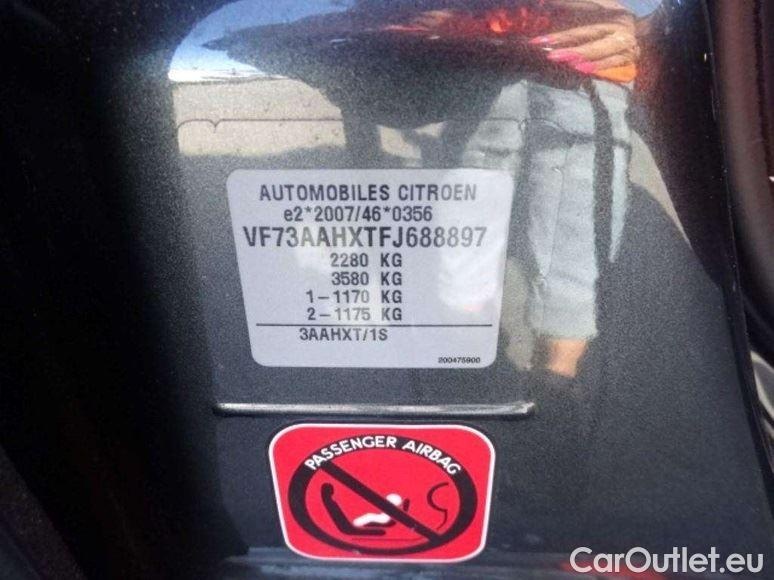 AUTOMOBILES CITROEN
e2*2007/46*0356
VF73AAHXTFJ688897
2280 KG
3580 KG
1-1170 KG
2-1175 KG
3AAHXT/1S
200475900
PASSENGER AIRBAG
CarOutlet.eu